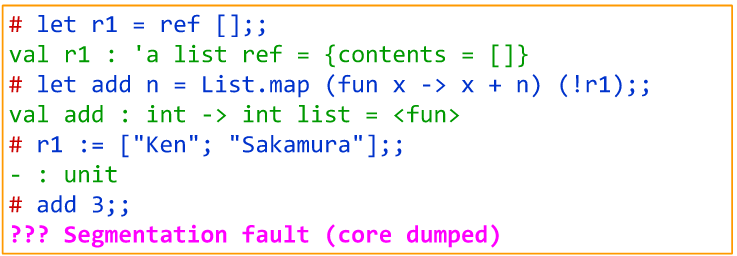 # let r1 = ref [];;
val r1 : 'a list ref = {contents = []}
# let add n = List.map (fun x -> x + n) (!r1);;
val add : int -> int list = <fun>
# r1 := ["Ken"; "Sakamura"];;
- : unit
# add 3;;
??? Segmentation fault (core dumped)